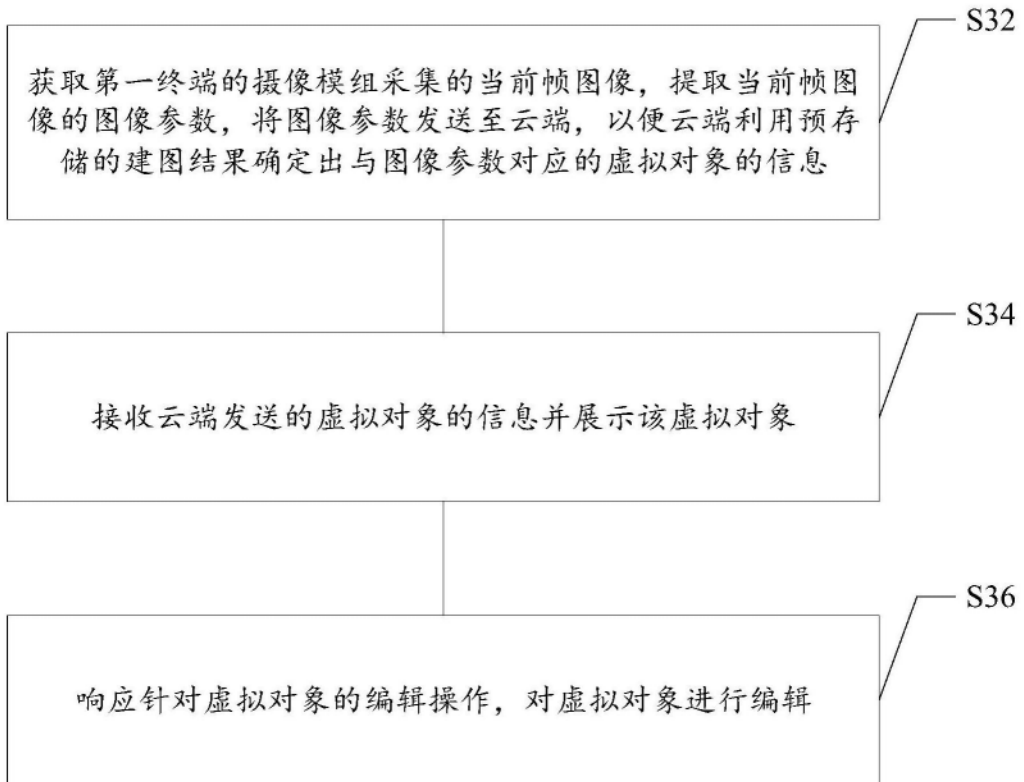 S32
获取第一终端的摄像模组采集的当前帧图像，提取当前帧图
像的图像参数，将图像参数发送至云端，以便云端利用预存
储的建图结果确定出与图像参数对应的虚拟对象的信息
S34
接收云端发送的虚拟对象的信息并展示该虚拟对象
S36
响应针对虚拟对象的编辑操作，对虚拟对象进行编辑